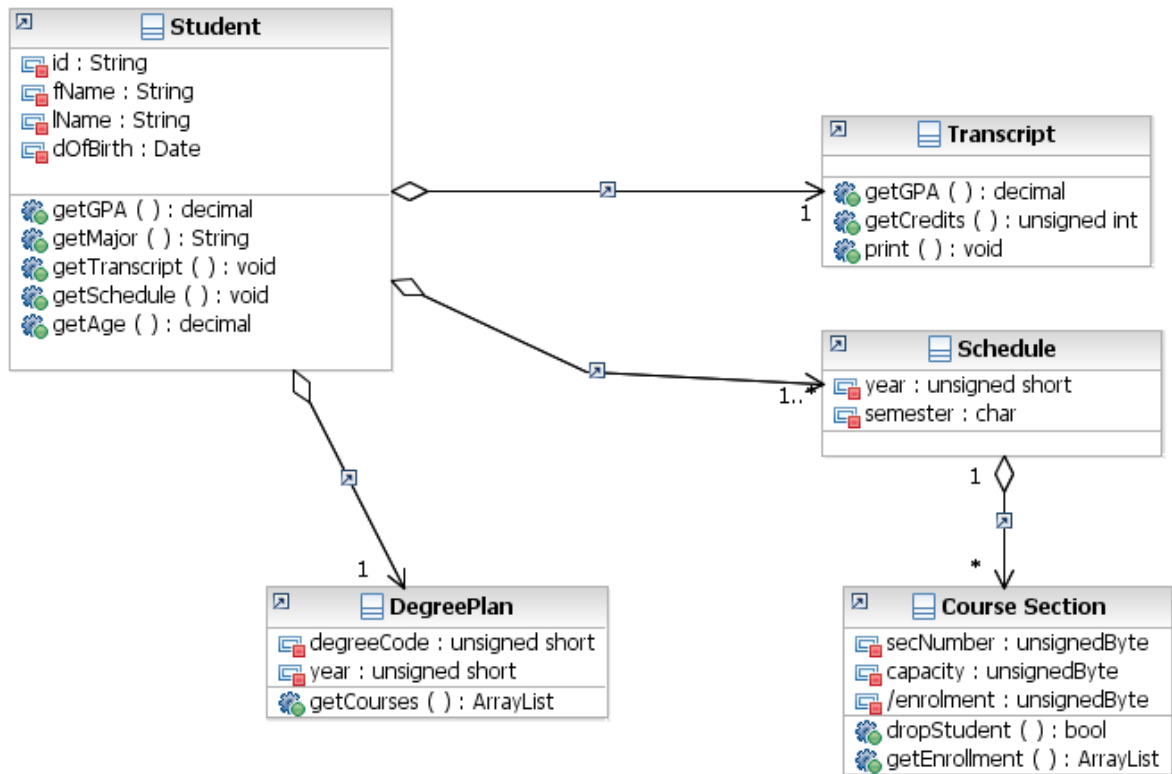 Student
id : String
fName : String
lName : String
dOfBirth : Date
getGPA ( ) : decimal
getMajor ( ) : String
getTranscript ( ) : void
getSchedule ( ) : void
getAge ( ) : decimal
Transcript
getGPA ( ) : decimal
getCredits ( ) : unsigned int
print ( ) : void
1
Schedule
year : unsigned short
semester : char
1..*
1
*
1
DegreePlan
degreeCode : unsigned short
year : unsigned short
getCourses ( ) : ArrayList
Course Section
secNumber : unsignedByte
capacity : unsignedByte
/enrolment : unsignedByte
dropStudent ( ) : bool
getEnrollment ( ) : ArrayList